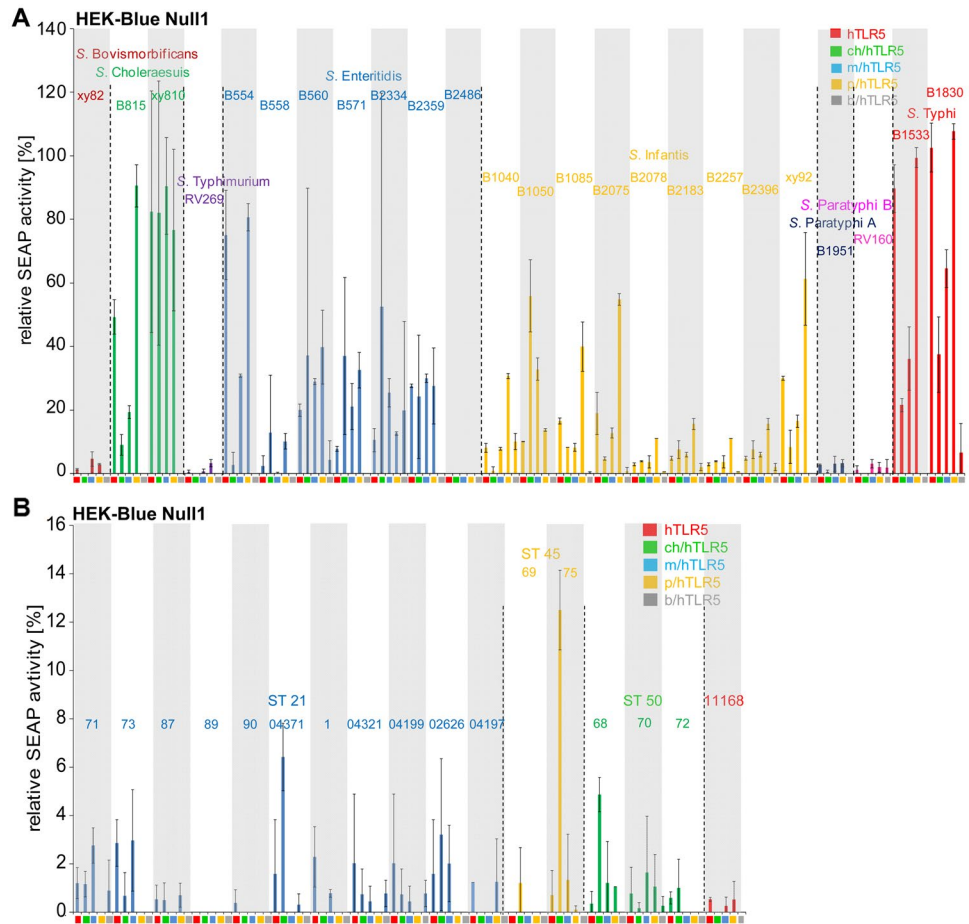 A
HEK-Blue Null1
140
120
100
80
60
40
20
0
relative SEAP activity [%]
S. Bovismorbificans
xy82
S. Choleraesuis
B815
xy810
S. Typhimurium
RV269
S. Enteritidis
B554
B558
B560
B571
B2334
B2359
B2486
S. Infantis
B1040
B1050
B1085
B2075
B2078
B2183
B2257
B2396
xy92
S. Paratyphi B
S. Paratyphi A
B1951
RV160
B1830
S. Typhi
B1533
hTLR5
ch/hTLR5
m/hTLR5
p/hTLR5
b/hTLR5
B
HEK-Blue Null1
16
14
12
10
8
6
4
2
0
relative SEAP avtivity [%]
ST 21
71
73
87
89
90
04371
1
04321
04199
02626
04197
ST 45
69
75
ST 50
68
70
72
11168
hTLR5
ch/hTLR5
m/hTLR5
p/hTLR5
b/hTLR5